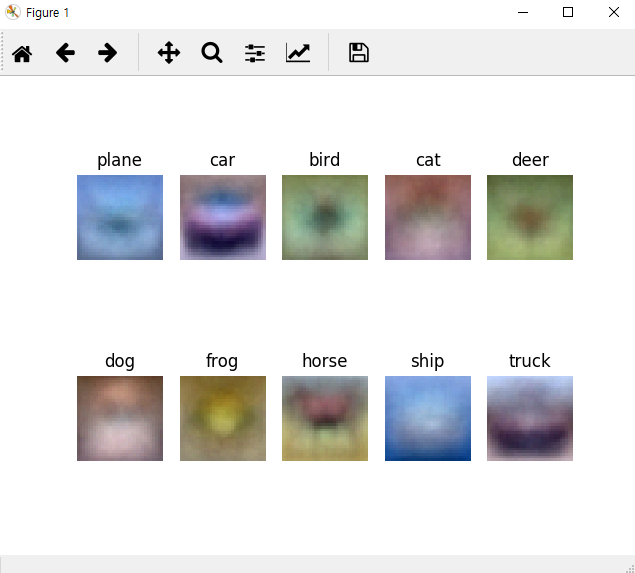 Figure 1
plane car bird cat deer
dog frog horse ship truck